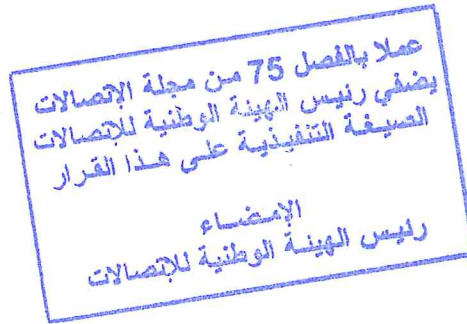 عملا بالفصل 75 من مجلة الإتصالات
يضفي رئيس الهيئة الوطنية للإتصالات
الصيغة التنفيذية على هذا القرار
الإمضاء
رئيس الهيئة الوطنية للإتصالات